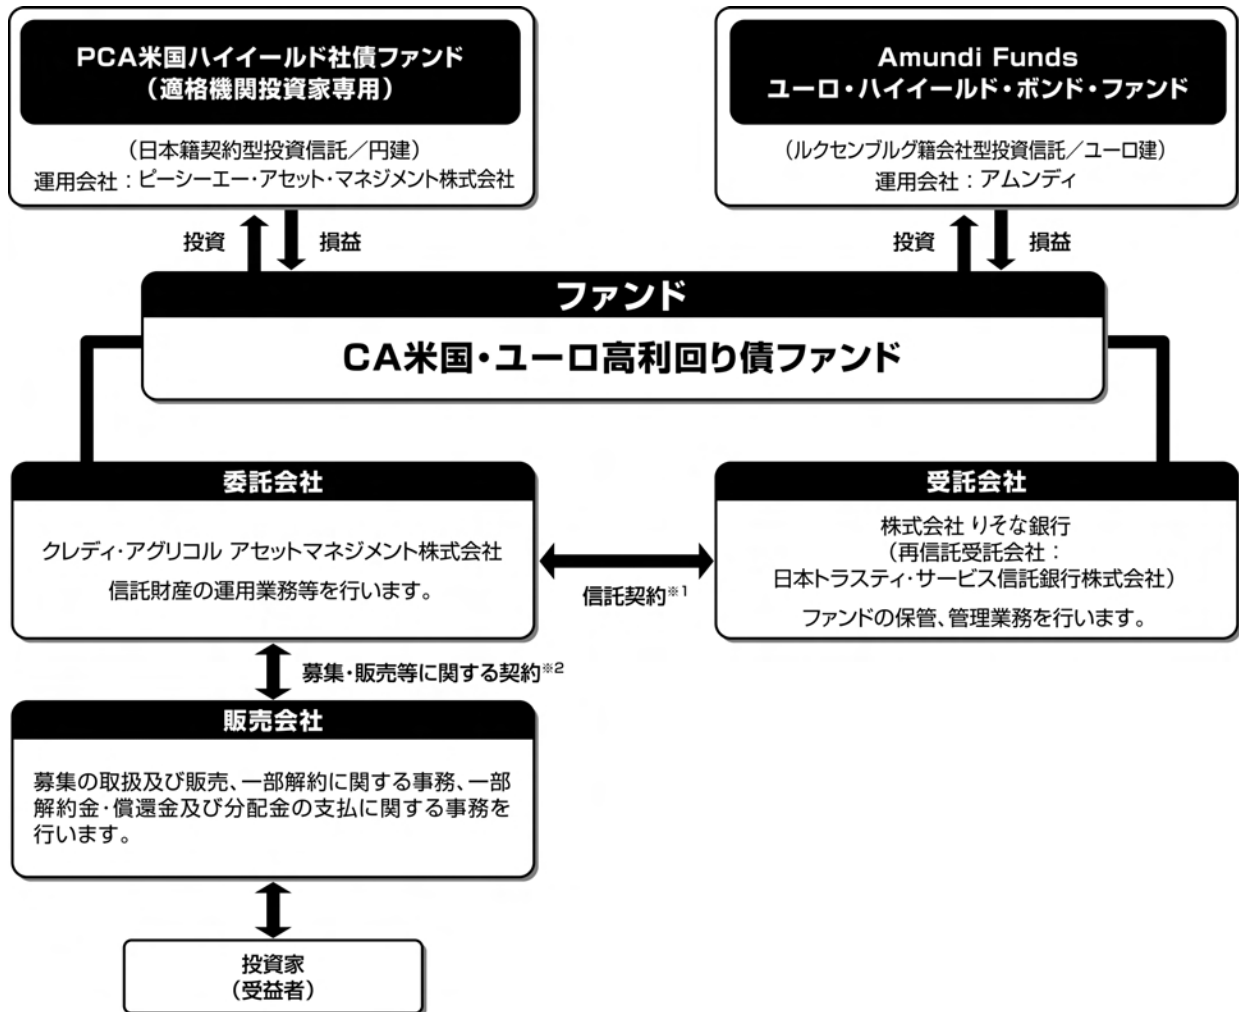 PCA米国ハイイールド社債ファンド
（適格機関投資家専用）
（日本籍契約型投資信託／円建）
運用会社：ピーシーエー・アセット・マネジメント株式会社
Amundi Funds
ユーロ・ハイイールド・ボンド・ファンド
（ルクセンブルグ籍会社型投資信託／ユーロ建）
運用会社：アムンディ
投資
損益
投資
損益
ファンド
CA米国・ユーロ高利回り債ファンド
委託会社
クレディ・アグリコル アセットマネジメント株式会社
信託財産の運用業務等を行います。
信託契約※1
受託会社
株式会社 りそな銀行
（再信託受託会社：
日本トラスティ・サービス信託銀行株式会社）
ファンドの保管、管理業務を行います。
募集・販売等に関する契約※2
販売会社
募集の取扱及び販売、一部解約に関する事務、一部
解約金・償還金及び分配金の支払に関する事務を
行います。
投資家
（受益者）